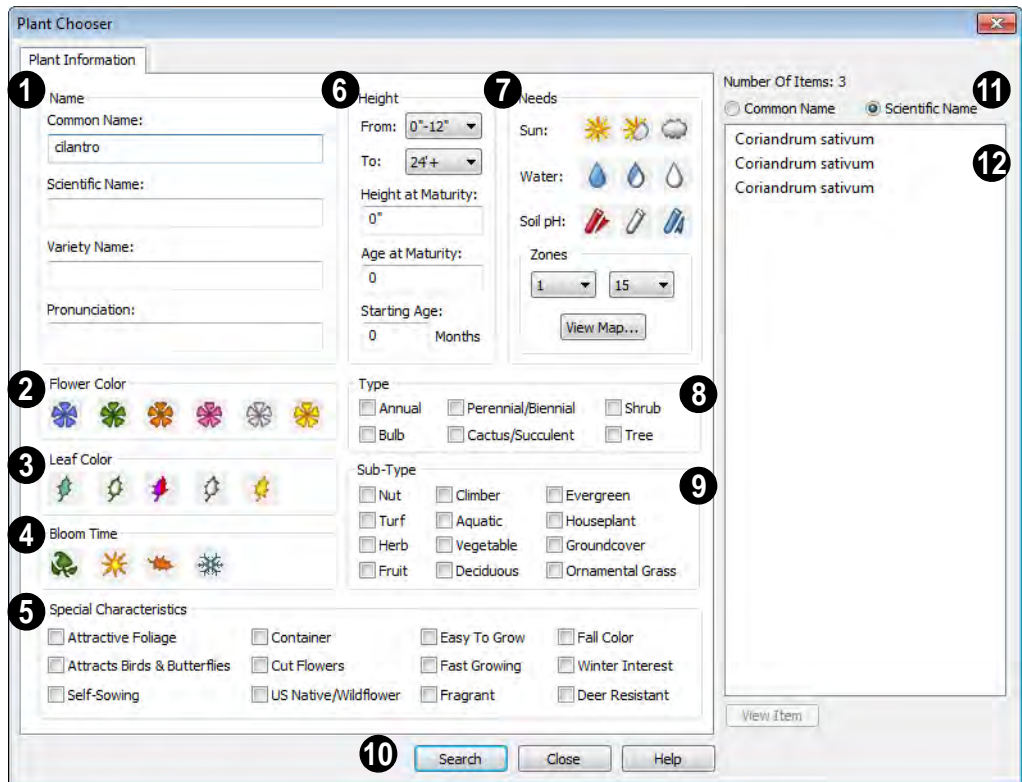 Plant Chooser
Plant Information
1
Name
Common Name:
cilantro
Scientific Name:
Variety Name:
Pronunciation:
6
Height
From: 0"-12"
To: 24'+
Height at Maturity:
0"
Age at Maturity:
0
Starting Age:
0 Months
7
Needs
Sun:
Water:
Soil pH:
Zones
1 15
View Map...
2
Flower Color
3
Leaf Color
4
Bloom Time
Type
8
Annual Perennial/Biennial Shrub
Bulb Cactus/Succulent Tree
Sub-Type
9
Nut Climber Evergreen
Turf Aquatic Houseplant
Herb Vegetable Groundcover
Fruit Deciduous Ornamental Grass
5
Special Characteristics
Attractive Foliage Container Easy To Grow Fall Color
Attracts Birds & Butterflies Cut Flowers Fast Growing Winter Interest
Self-Sowing US Native/Wildflower Fragrant Deer Resistant
Number Of Items: 3
11
Common Name Scientific Name
12
Coriandrum sativum
Coriandrum sativum
Coriandrum sativum
View Item
10
Search Close Help